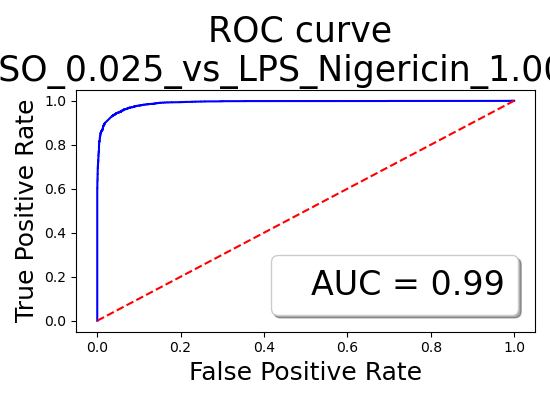 ROC curve
SO_0.025_vs_LPS_Nigericin_1.00
1.0
0.8
0.6
0.4
0.2
0.0
True Positive Rate
AUC = 0.99
0.0 0.2 0.4 0.6 0.8 1.0
False Positive Rate